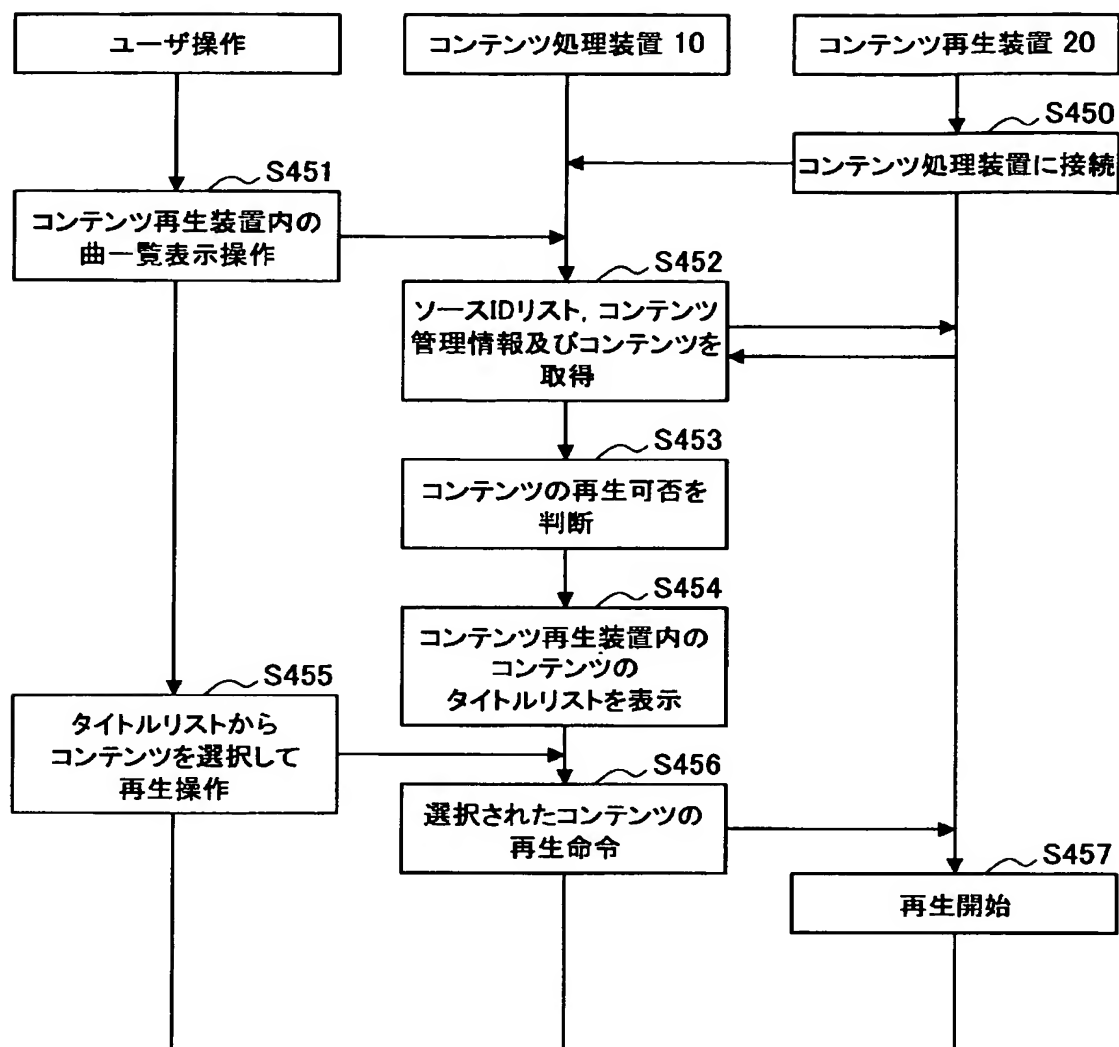 ユーザ操作
コンテンツ処理装置 10
コンテンツ再生装置 20
S450
コンテンツ処理装置に接続
S451
コンテンツ再生装置内の
曲一覧表示操作
S452
ソースIDリスト, コンテンツ
管理情報及びコンテンツを
取得
S453
コンテンツの再生可否を
判断
S454
コンテンツ再生装置内の
コンテンツの
タイトルリストを表示
S455
タイトルリストから
コンテンツを選択して
再生操作
S456
選択されたコンテンツの
再生命令
S457
再生開始